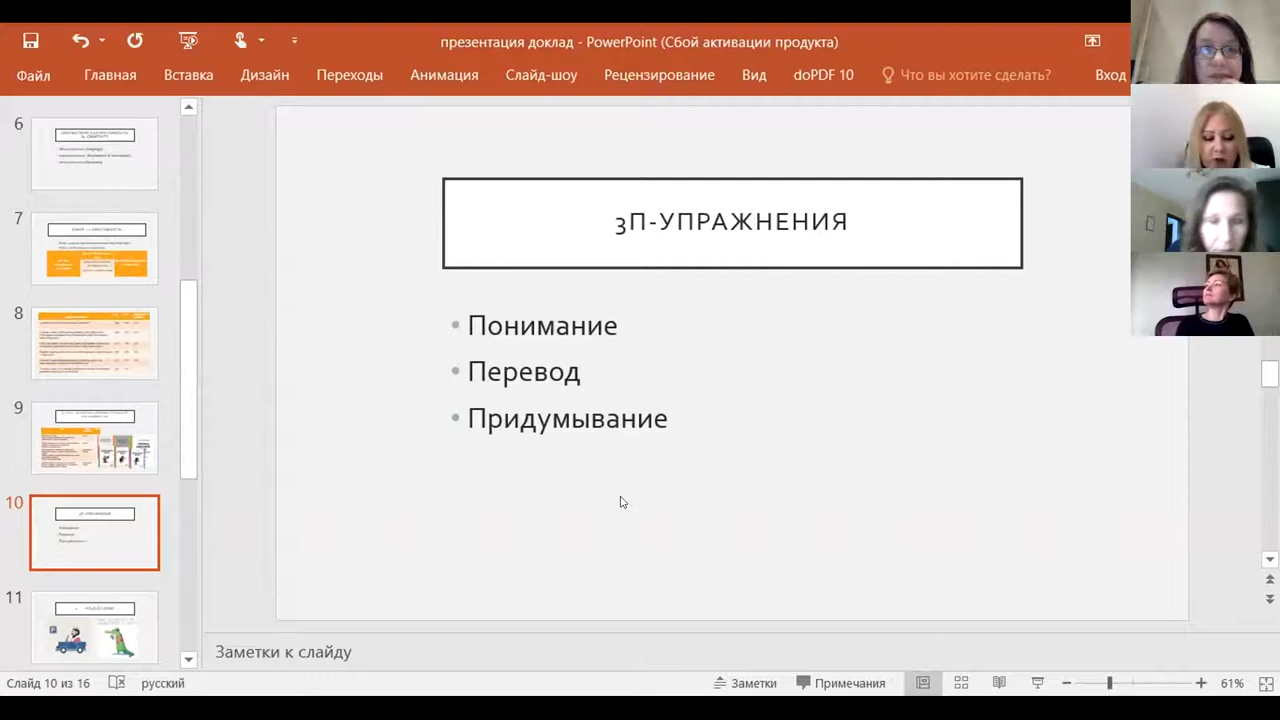 презентация доклад - PowerPoint (Сбой активации продукта)
Файл Главная Вставка Дизайн Переходы Анимация Слайд-шоу Рецензирование Вид doPDF 10 Что вы хотите сделать? Вход
6
7
8
9
10
11
3П-УПРАЖНЕНИЯ
Понимание
Перевод
Придумывание
Заметки к слайду
Слайд 10 из 16 русский Заметки Примечания 61%